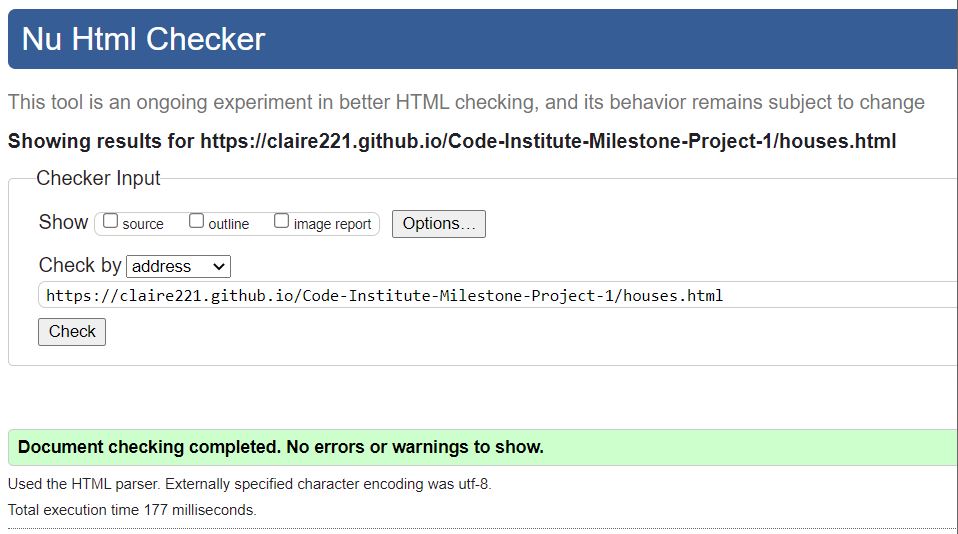 Nu Html Checker
This tool is an ongoing experiment in better HTML checking, and its behavior remains subject to change
Showing results for https://claire221.github.io/Code-Institute-Milestone-Project-1/houses.html
Checker Input
Show source outline image report Options...
Check by address
https://claire221.github.io/Code-Institute-Milestone-Project-1/houses.html
Check
Document checking completed. No errors or warnings to show.
Used the HTML parser. Externally specified character encoding was utf-8.
Total execution time 177 milliseconds.